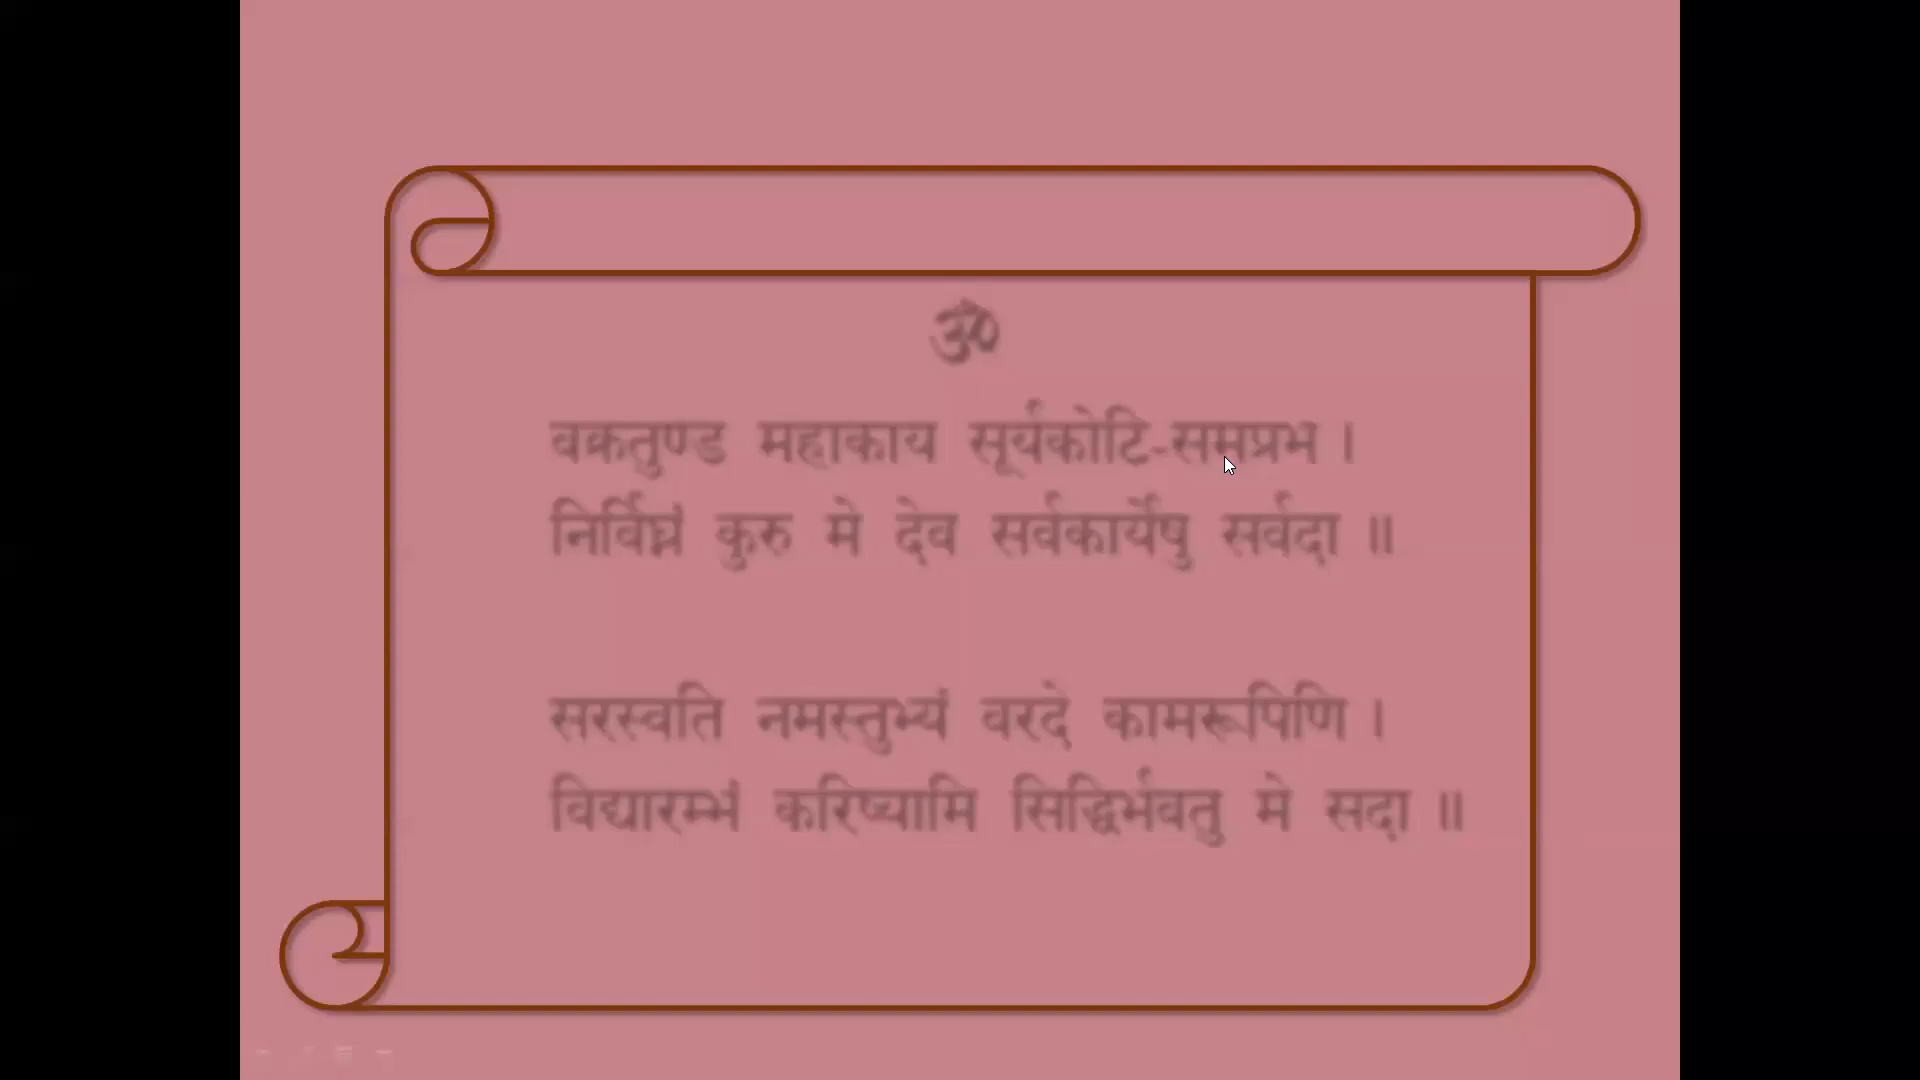 ॐ
वक्रतुण्ड महाकाय सूर्यकोटि-समप्रभ ।
निर्विघ्नं कुरु मे देव सर्वकार्येषु सर्वदा ॥
सरस्वति नमस्तुभ्यं वरदे कामरूपिणि ।
विद्यारम्भं करिष्यामि सिद्धिर्भवतु मे सदा ॥